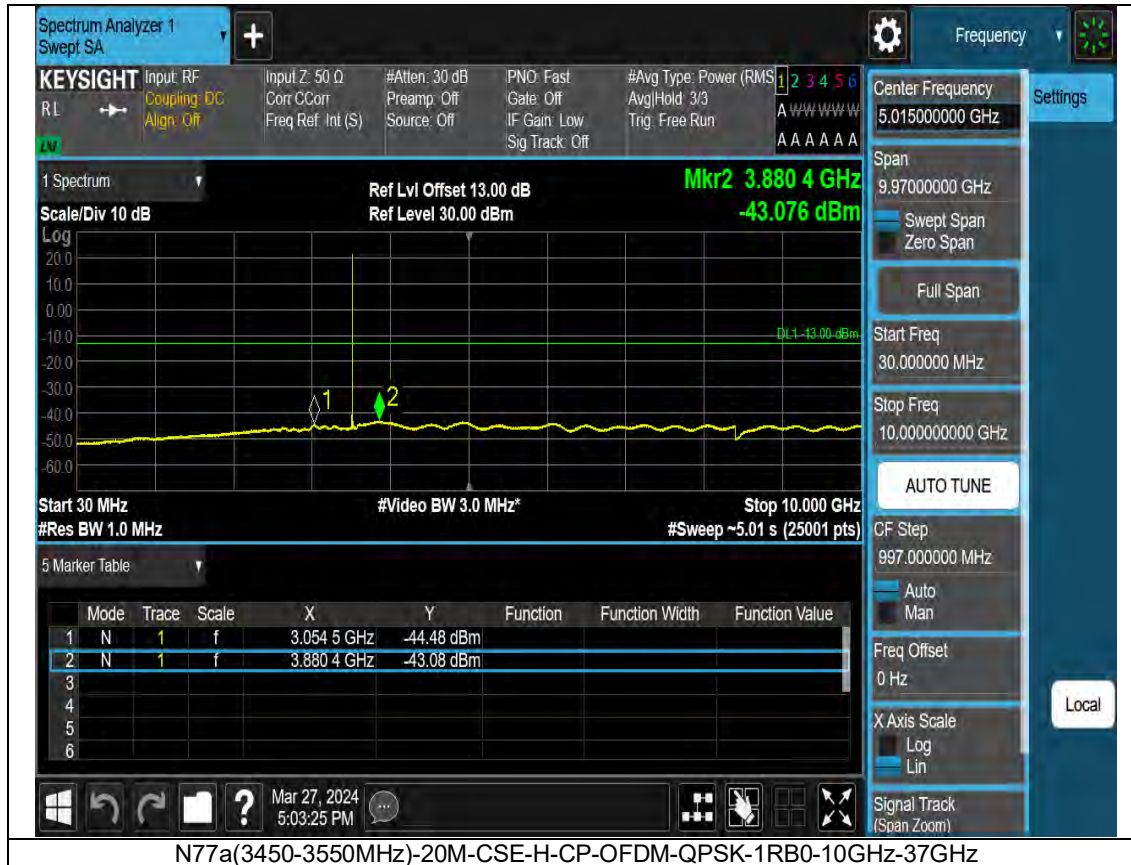 Spectrum Analyzer 1
Swept SA
Frequency
KEYSIGHT
RL
Input: RF
Coupling: DC
Align: Off
Input Z: 50 Ω
Corr CCorr
Freq Ref: Int (S)
#Atten: 30 dB
Preamp: Off
Source: Off
PNO: Fast
Gate: Off
IF Gain: Low
Sig Track: Off
#Avg Type: Power (RMS
Avg|Hold: 3/3
Trig: Free Run
1 2 3 4 5 6
A W W W W W
A A A A A A
1 Spectrum
Scale/Div 10 dB
Log
Ref Lvl Offset 13.00 dB
Ref Level 30.00 dBm
Mkr2 3.880 4 GHz
-43.076 dBm
20.0
10.0
0.00
-10.0
-20.0
-30.0
-40.0
-50.0
-60.0
DL1 -13.00 dBm
1
2
Start 30 MHz
#Res BW 1.0 MHz
#Video BW 3.0 MHz*
Stop 10.000 GHz
#Sweep ~5.01 s (25001 pts)
5 Marker Table
Mode Trace Scale X Y Function Function Width Function Value
1 N 1 f 3.054 5 GHz -44.48 dBm
2 N 1 f 3.880 4 GHz -43.08 dBm
3
4
5
6
Mar 27, 2024
5:03:25 PM
Center Frequency
5.015000000 GHz
Span
9.97000000 GHz
Swept Span
Zero Span
Full Span
Start Freq
30.000000 MHz
Stop Freq
10.000000000 GHz
AUTO TUNE
CF Step
997.000000 MHz
Auto
Man
Freq Offset
0 Hz
X Axis Scale
Log
Lin
Signal Track
(Span Zoom)
Settings
Local
N77a(3450-3550MHz)-20M-CSE-H-CP-OFDM-QPSK-1RB0-10GHz-37GHz